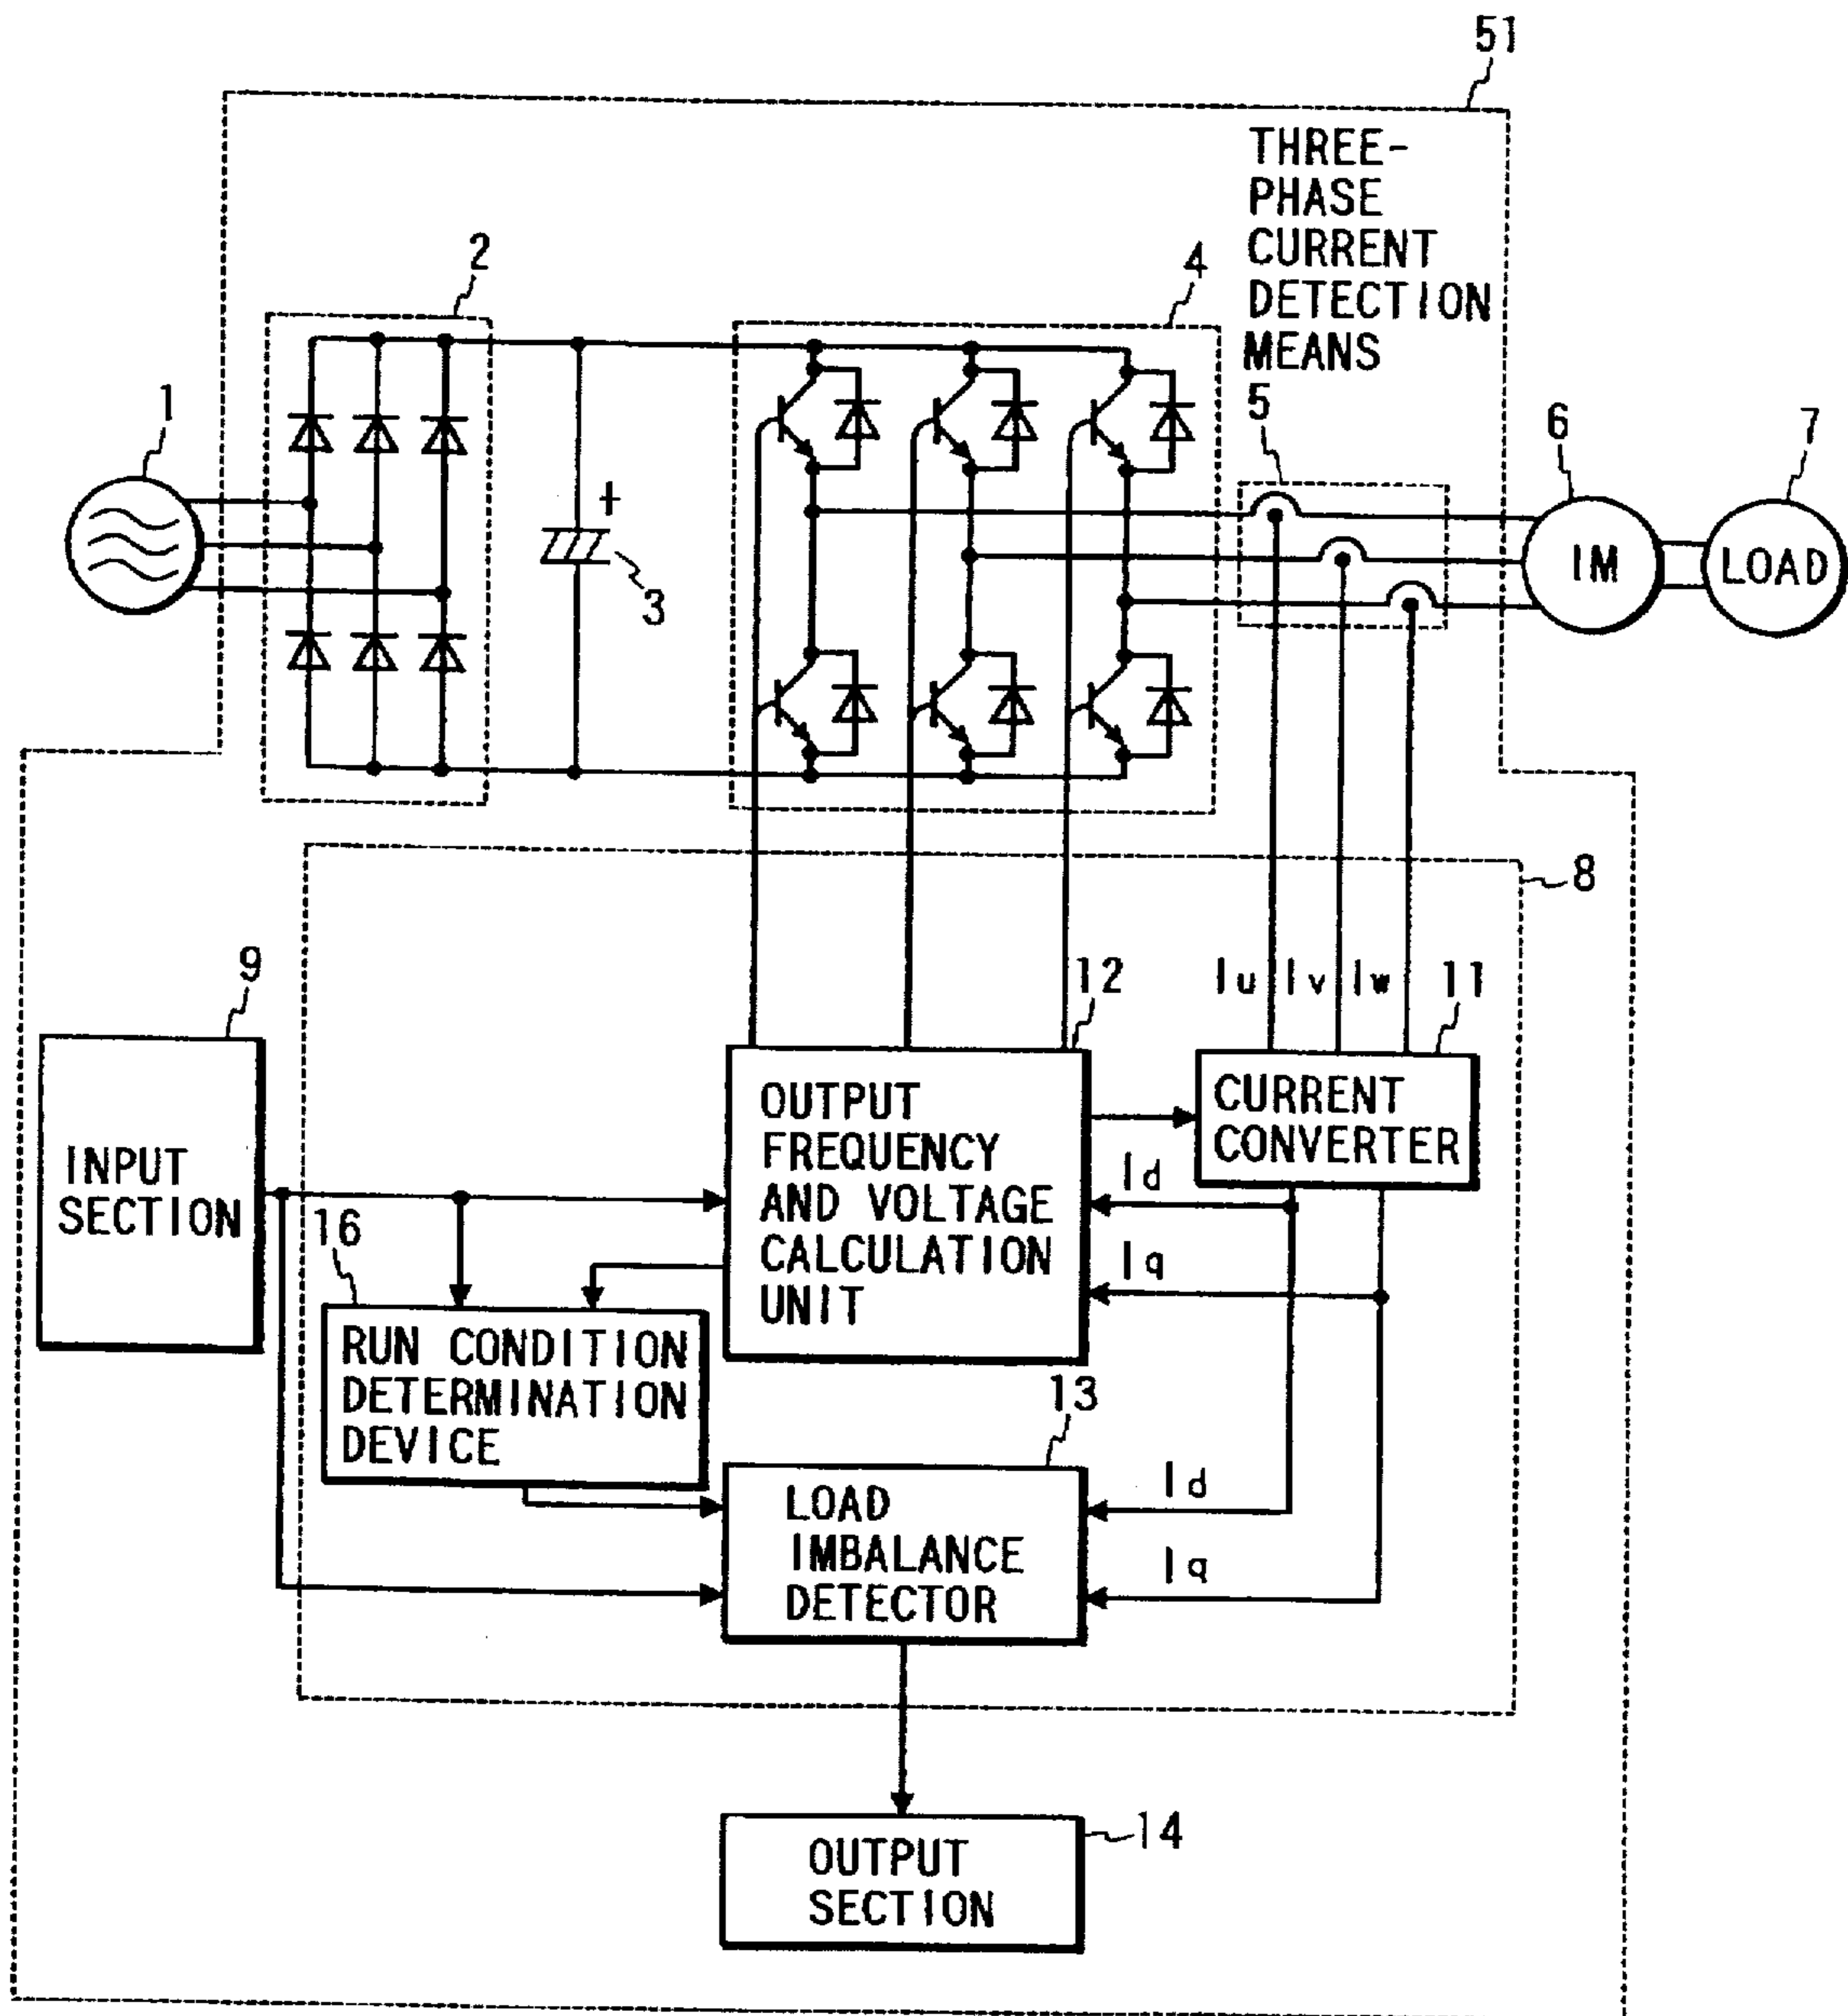 51
THREE-
PHASE
CURRENT
DETECTION
MEANS
2
4
1
5
6
7
+
3
IM
LOAD
8
9
12
Iu
Iv
Iw
11
INPUT
SECTION
OUTPUT
FREQUENCY
AND VOLTAGE
CALCULATION
UNIT
CURRENT
CONVERTER
Id
Iq
16
RUN CONDITION
DETERMINATION
DEVICE
13
LOAD
IMBALANCE
DETECTOR
Id
Iq
14
OUTPUT
SECTION